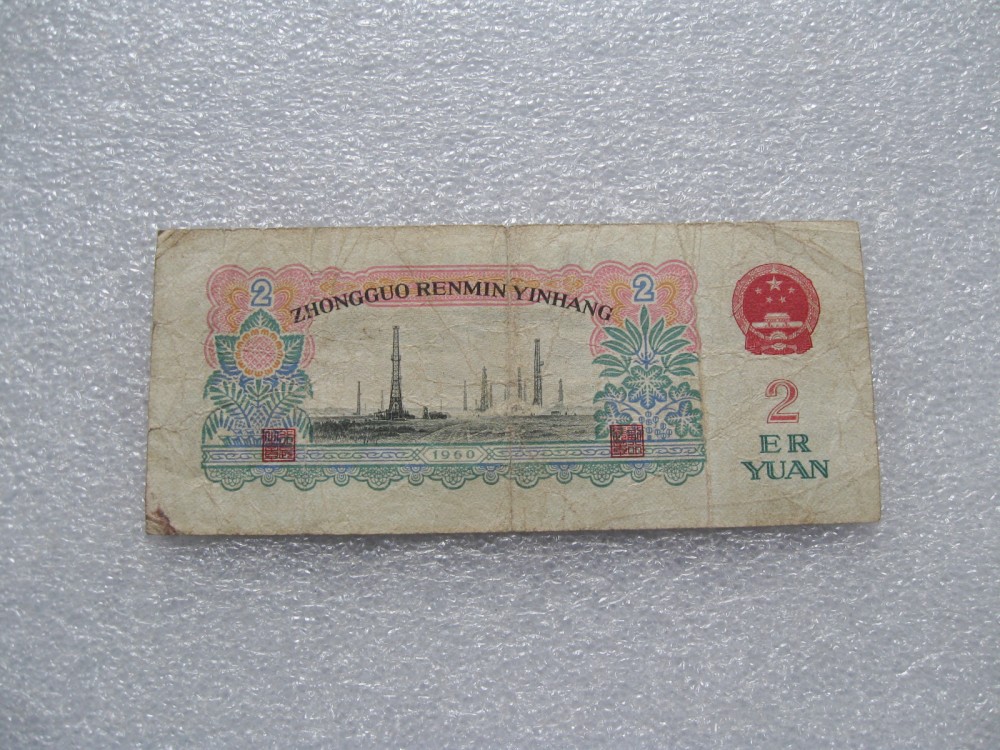 2
ZHONGGUO RENMIN YINHANG
2
2
ER
YUAN
1960